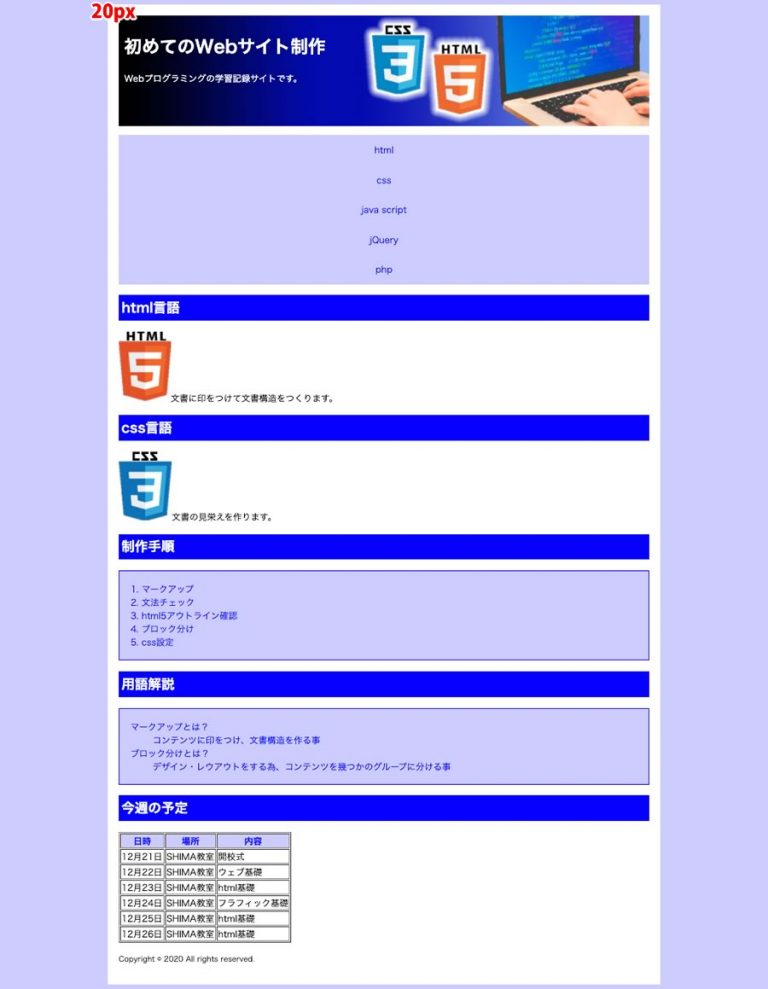 20px
初めてのWebサイト制作
Webプログラミングの学習記録サイトです。
CSS
3
HTML
5
html
css
java script
jQuery
php
html言語
HTML
5
文書に印をつけて文書構造をつくります。
css言語
CSS
3
文書の見栄えを作ります。
制作手順
1. マークアップ
2. 文法チェック
3. html5アウトライン確認
4. ブロック分け
5. css設定
用語解説
マークアップとは？
コンテンツに印をつけ、文書構造を作る事
ブロック分けとは？
デザイン・レウアウトをする為、コンテンツを幾つかのグループに分ける事
今週の予定
日時 場所 内容
12月21日 SHIMA教室 開校式
12月22日 SHIMA教室 ウェブ基礎
12月23日 SHIMA教室 html基礎
12月24日 SHIMA教室 フラフィック基礎
12月25日 SHIMA教室 html基礎
12月26日 SHIMA教室 html基礎
Copyright © 2020 All rights reserved.